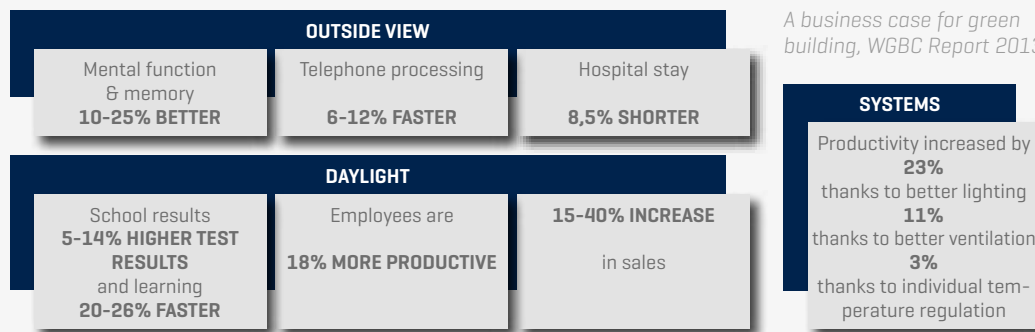 OUTSIDE VIEW
Mental function
& memory
10-25% BETTER
Telephone processing
6-12% FASTER
Hospital stay
8,5% SHORTER
DAYLIGHT
School results
5-14% HIGHER TEST
RESULTS
and learning
20-26% FASTER
Employees are
18% MORE PRODUCTIVE
15-40% INCREASE
in sales
A business case for green
building, WGBC Report 2013
SYSTEMS
Productivity increased by
23%
thanks to better lighting
11%
thanks to better ventilation
3%
thanks to individual tem-
perature regulation